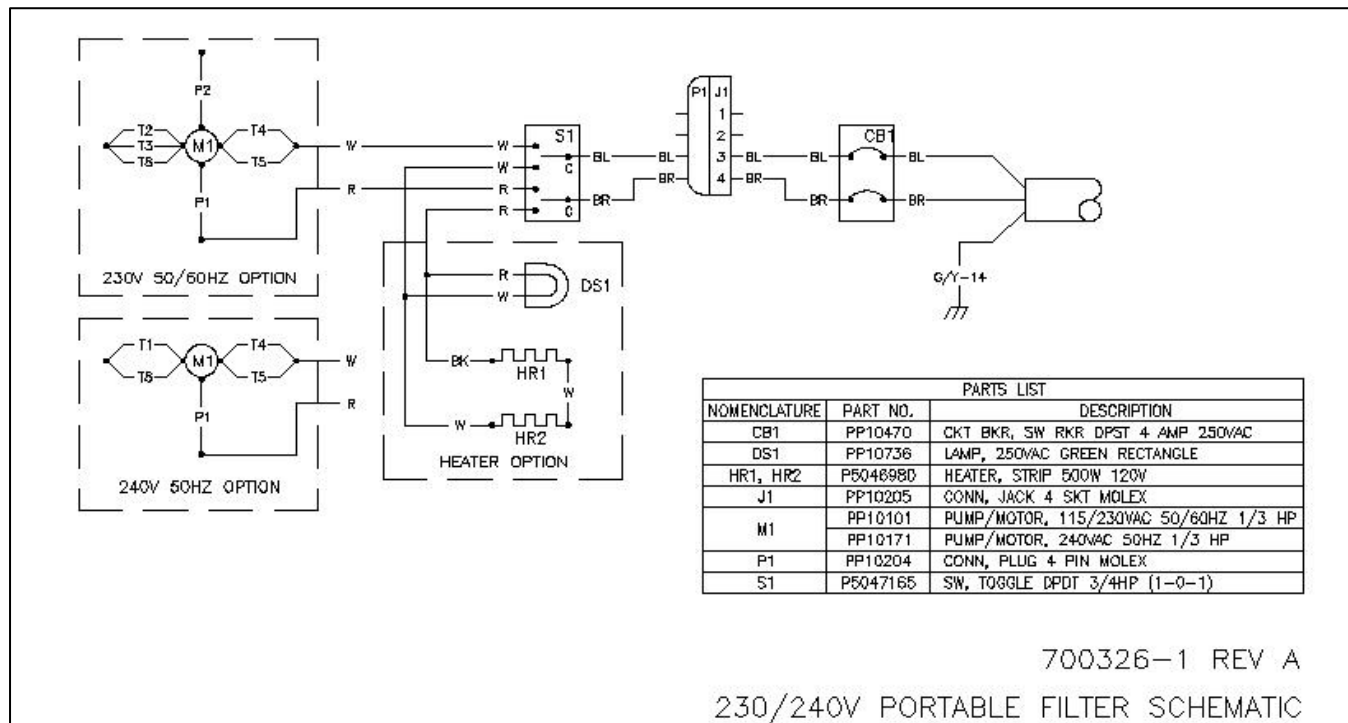 P2
T2
T3
T8
M1
T4
T5
P1
W
R
230V 50/60HZ OPTION
T1
T8
M1
T4
T5
P1
W
R
240V 50HZ OPTION
S1
W
W
R
R
C
C
BL
BR
BL
BR
P1
J1
1
2
3
4
BL
BR
BL
BR
CB1
BL
BR
G/Y-14
R
W
DS1
BK
HR1
W
W
HR2
HEATER OPTION
PARTS LIST
NOMENCLATURE PART NO. DESCRIPTION
CB1 PP10470 CKT BKR, SW RKR DPST 4 AMP 250VAC
DS1 PP10736 LAMP, 250VAC GREEN RECTANGLE
HR1, HR2 P5046980 HEATER, STRIP 500W 120V
J1 PP10205 CONN, JACK 4 SKT MOLEX
M1 PP10101 PUMP/MOTOR, 115/230VAC 50/60HZ 1/3 HP
PP10171 PUMP/MOTOR, 240VAC 50HZ 1/3 HP
P1 PP10204 CONN, PLUG 4 PIN MOLEX
S1 P5047165 SW, TOGGLE DPDT 3/4HP (1-0-1)
700326-1 REV A
230/240V PORTABLE FILTER SCHEMATIC